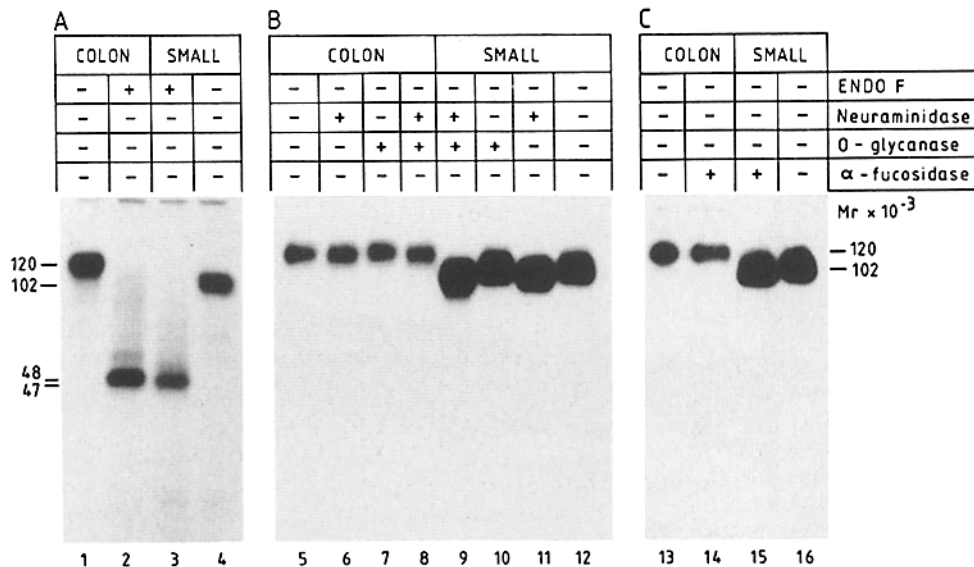 A B C
COLON SMALL COLON SMALL COLON SMALL
- + + - - - - - - - - - - - - - ENDO F
- - - - - + - + + - + - - - - - Neuraminidase
- - - - - - + + + + - - - - - - O - glycanase
- - - - - - - - - - - - - + + - α - fucosidase
Mr × 10⁻³
120 120
102 102
48
47
1 2 3 4 5 6 7 8 9 10 11 12 13 14 15 16